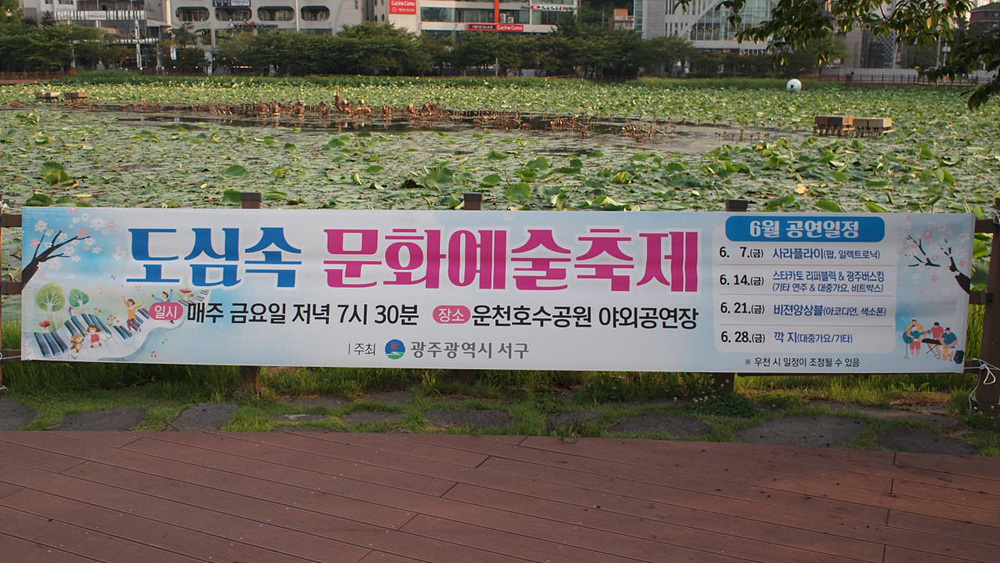 Cucina Como
도심속 문화예술축제
일시 매주 금요일 저녁 7시 30분 장소 운천호수공원 야외공연장
주최 광주광역시 서구
6월 공연일정
6. 7.(금) 사라플라이(팝, 일렉트로닉)
6. 14.(금) 스타카토 리퍼블릭 & 광주버스킹
(기타 연주 & 대중가요, 비트박스)
6. 21.(금) 비젼앙상블(아코디언, 색소폰)
6. 28.(금) 깍 지(대중가요/기타)
※ 우천 시 일정이 조정될 수 있음